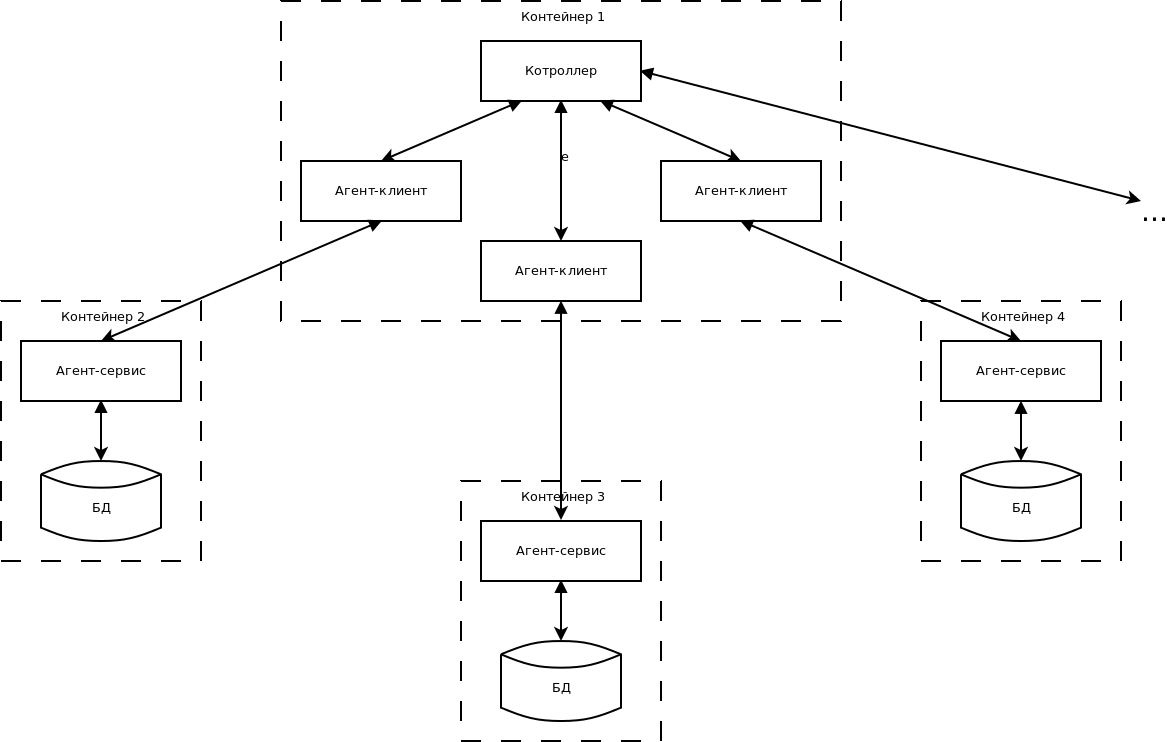 Контейнер 1
Котроллер
е
Агент-клиент
Агент-клиент
...
Агент-клиент
Контейнер 2
Контейнер 4
Агент-сервис
Агент-сервис
БД
БД
Контейнер 3
Агент-сервис
БД